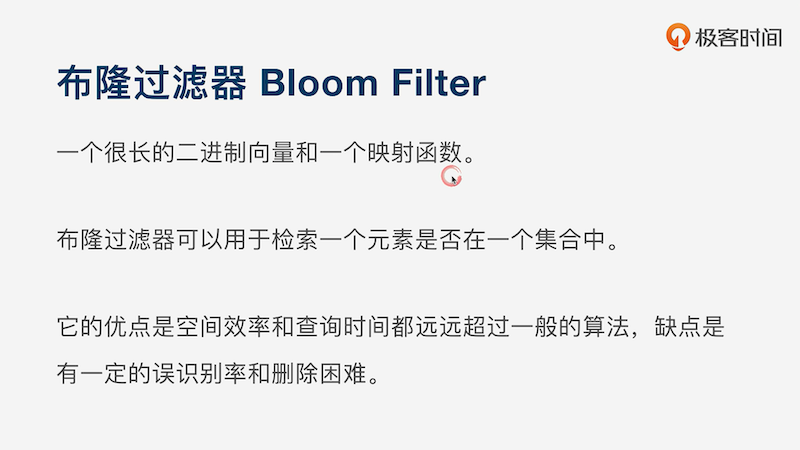 极客时间
布隆过滤器 Bloom Filter
一个很长的二进制向量和一个映射函数。
布隆过滤器可以用于检索一个元素是否在一个集合中。
它的优点是空间效率和查询时间都远远超过一般的算法，缺点是
有一定的误识别率和删除困难。